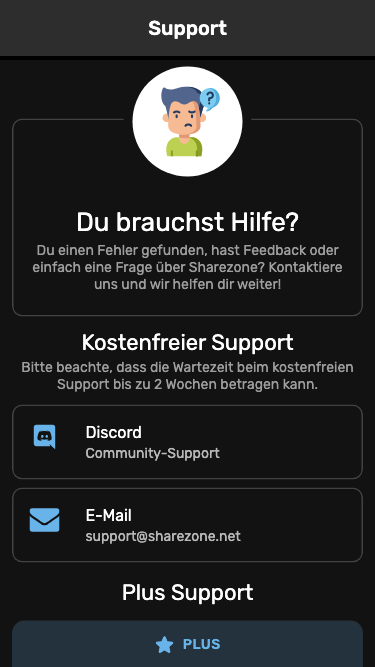 Support
?
Du brauchst Hilfe?
Du einen Fehler gefunden, hast Feedback oder
einfach eine Frage über Sharezone? Kontaktiere
uns und wir helfen dir weiter!
Kostenfreier Support
Bitte beachte, dass die Wartezeit beim kostenfreien
Support bis zu 2 Wochen betragen kann.
Discord
Community-Support
E-Mail
support@sharezone.net
Plus Support
PLUS